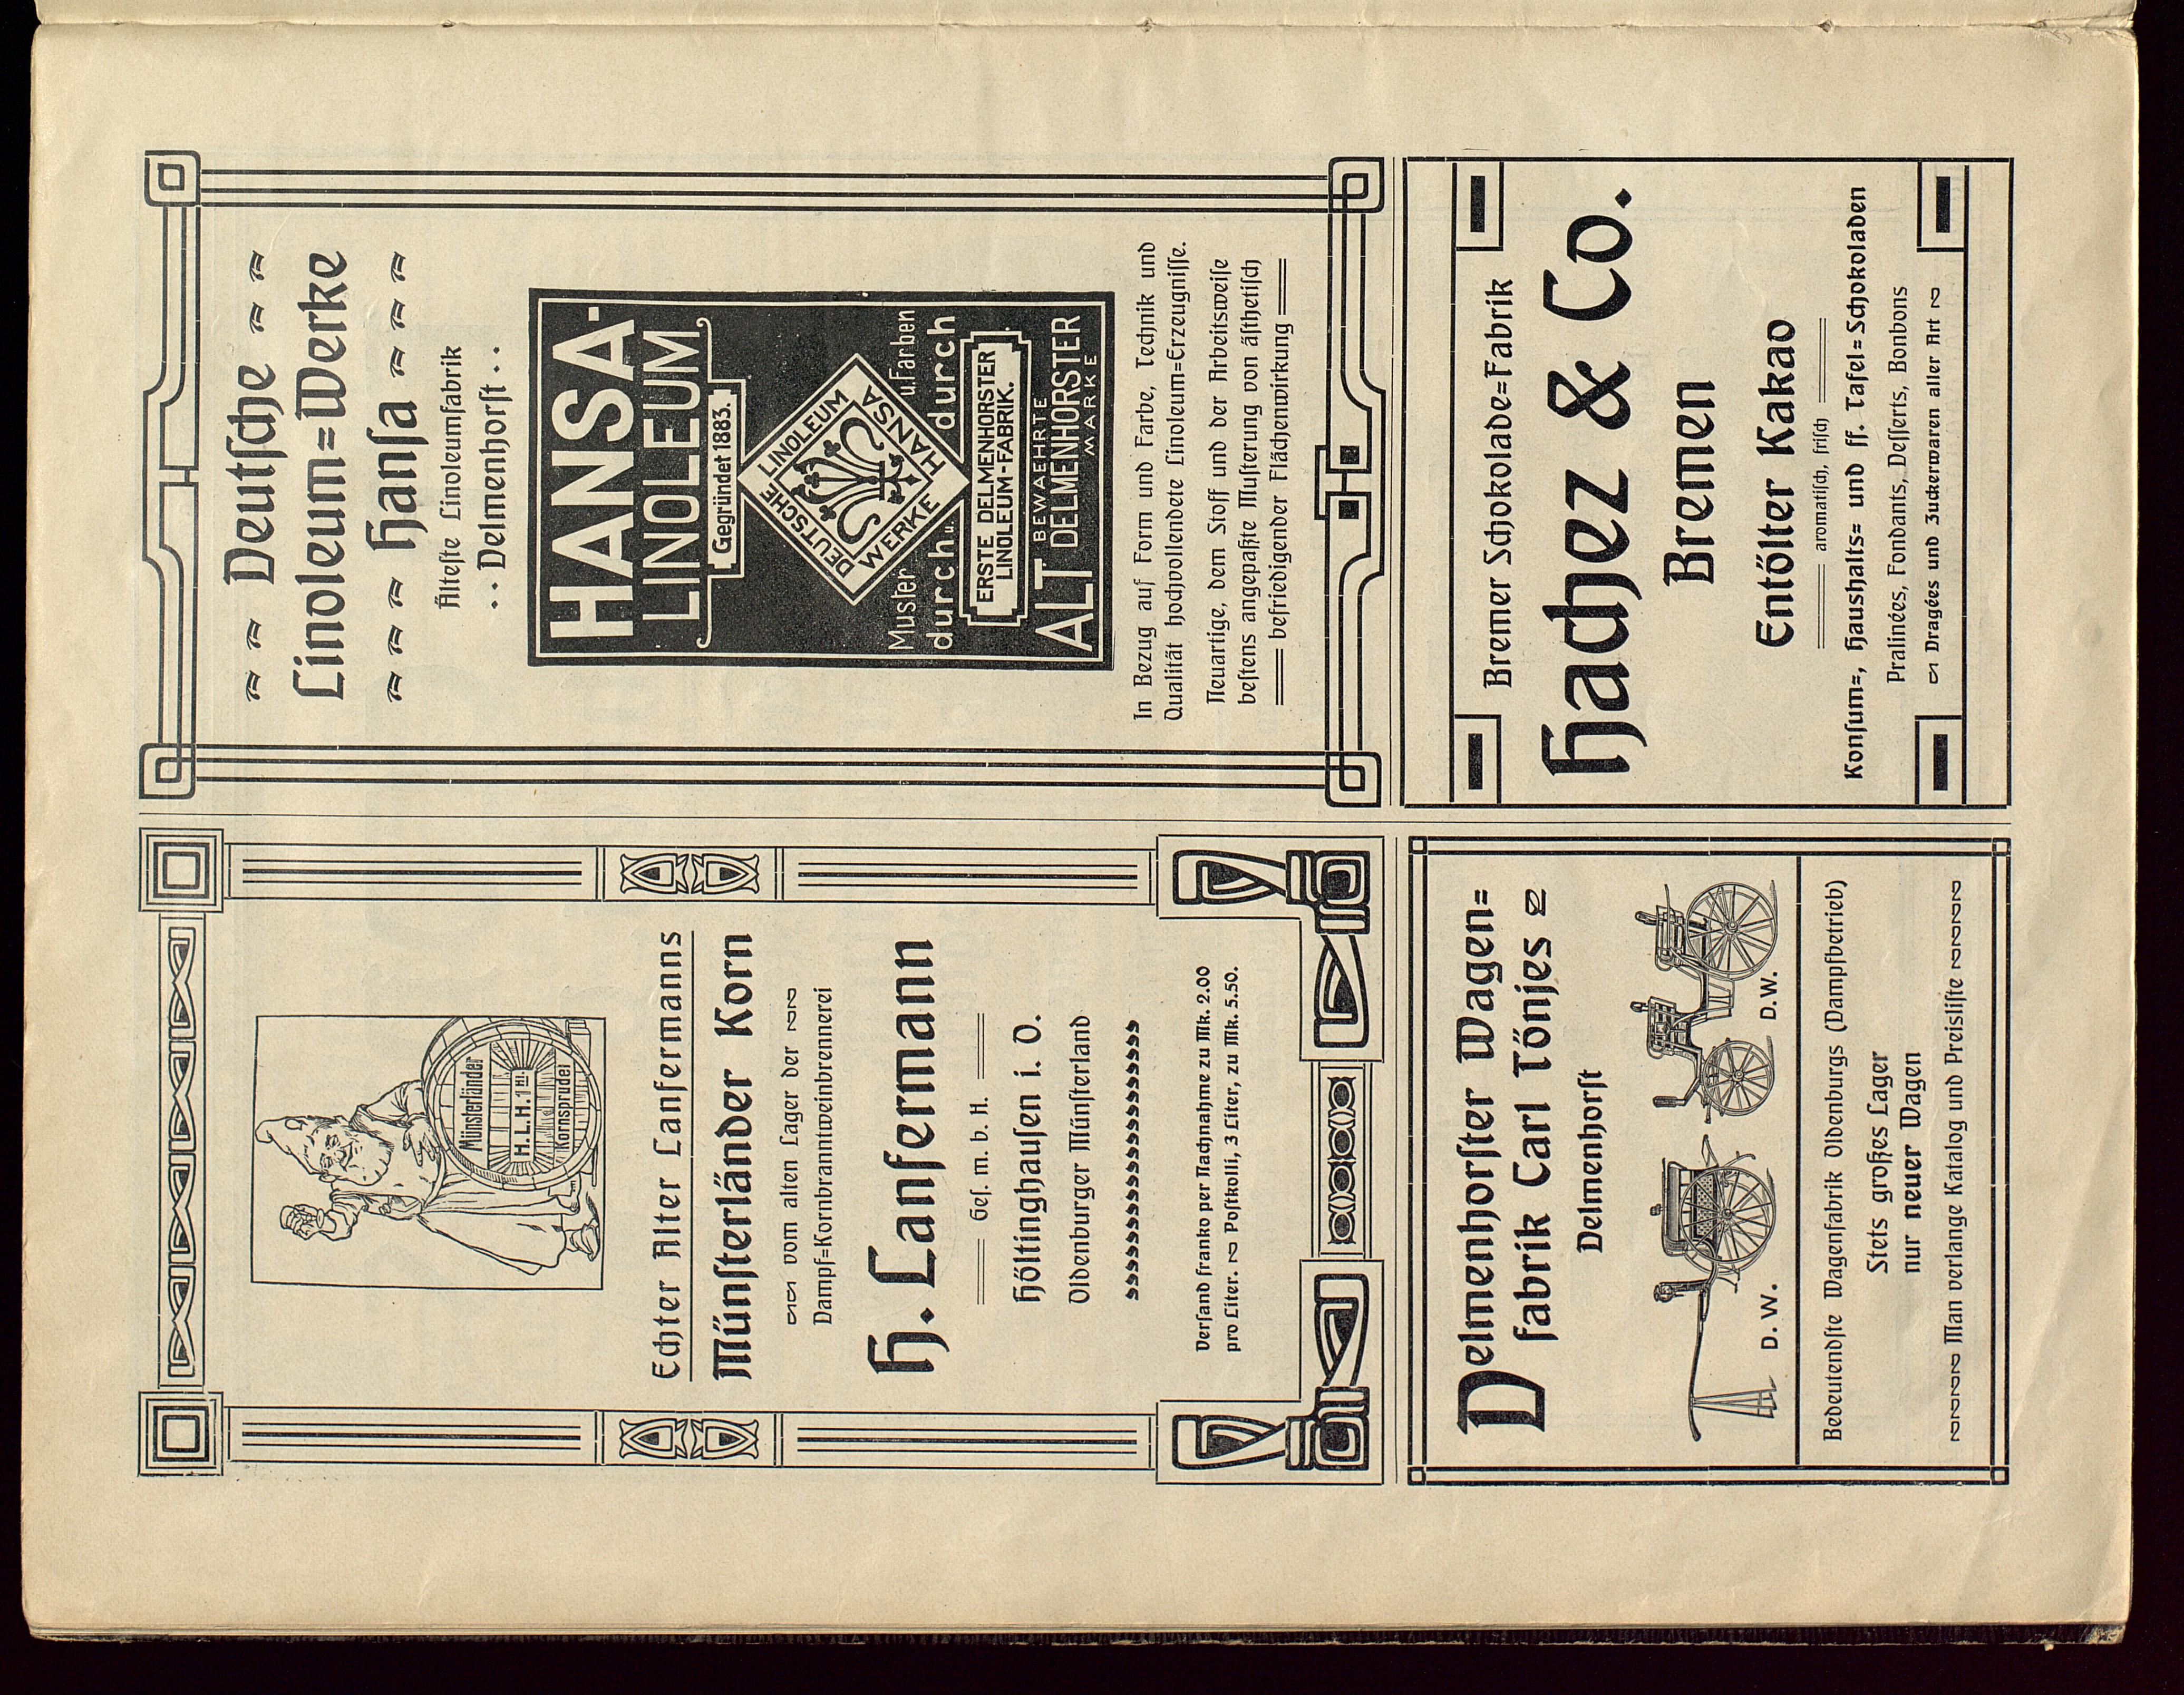 Münsterländer
H. L. H. 1 Hl.
Kornsprudel
Echter Alter Lanfermanns
Münſterländer Korn
vom alten Lager der
Dampf=Kornbranntweinbrennerei
H. Lanfermann
Geſ. m. b. H.
Höltinghauſen i. O.
Oldenburger Münſterland
Verſand franko per Nachnahme zu Mk. 2.00
pro Liter. Poſtkolli, 3 Liter, zu Mk. 5.50.
Deutſche
Linoleum=Werke
Hanſa
Älteſte Linoleumfabrik
· · Delmenhorſt · ·
HANSA-
LINOLEUM
Gegründet 1883.
DEUTSCHE LINOLEUM
WERKE HANSA
Muster u. Farben
durch u. durch
ERSTE DELMENHORSTER
LINOLEUM-FABRIK.
BEWAEHRTE
ALT DELMENHORSTER
MARKE
In Bezug auf Form und Farbe, Technik und
Qualität hochvollendete Linoleum=Erzeugniſſe.
Neuartige, dem Stoff und der Arbeitsweiſe
beſtens angepaßte Muſterung von äſthetiſch
befriedigender Flächenwirkung
Delmenhorſter Wagen=
fabrik Carl Tönjes
Delmenhorſt
D. W. D. W.
Bedeutendſte Wagenfabrik Oldenburgs (Dampfbetrieb)
Stets großes Lager
nur neuer Wagen
Man verlange Katalog und Preisliſte
Bremer Schokolade=Fabrik
Hachez & Co.
Bremen
Entölter Kakao
aromatiſch, friſch
Konſum=, Haushalts= und ff. Tafel=Schokoladen
Pralinées, Fondants, Deſſerts, Bonbons
Dragées und Zuckerwaren aller Art